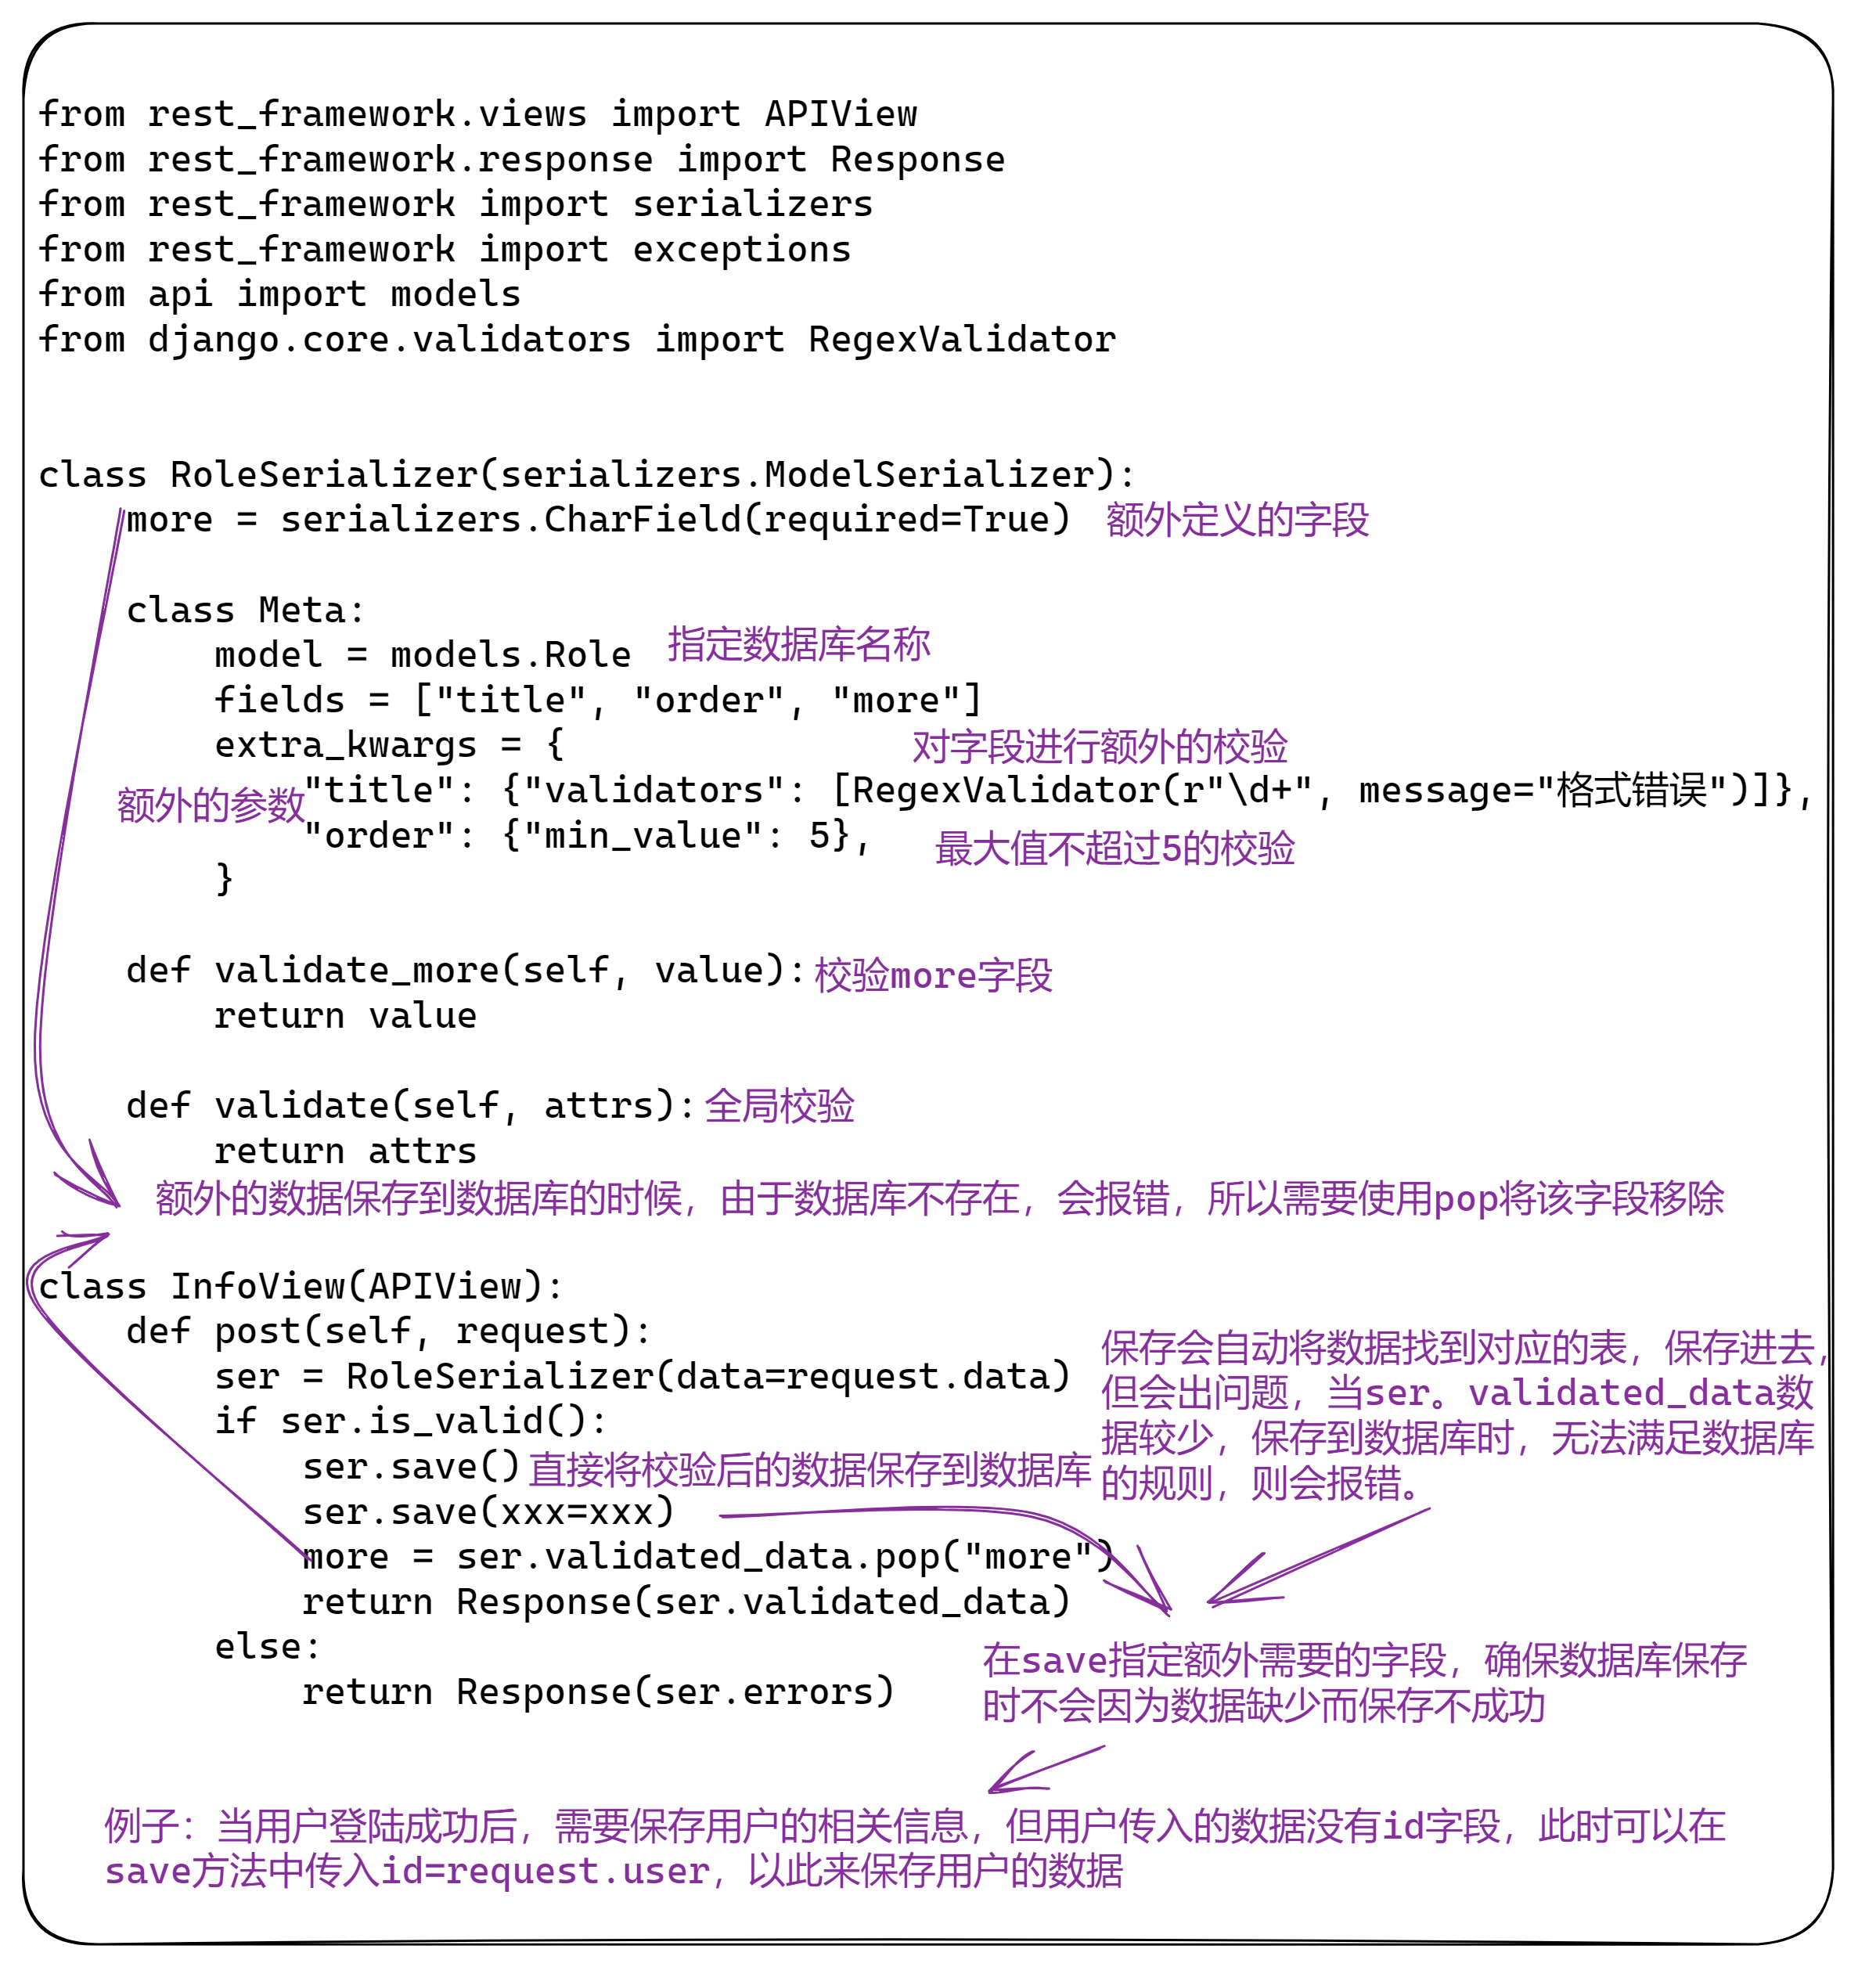 from rest_framework.views import APIView
from rest_framework.response import Response
from rest_framework import serializers
from rest_framework import exceptions
from api import models
from django.core.validators import RegexValidator
class RoleSerializer(serializers.ModelSerializer):
more = serializers.CharField(required=True) 额外定义的字段
class Meta:
model = models.Role 指定数据库名称
fields = ["title", "order", "more"]
extra_kwargs = { 对字段进行额外的校验
额外的参数 "title": {"validators": [RegexValidator(r"\d+", message="格式错误")]},
"order": {"min_value": 5}, 最大值不超过5的校验
}
def validate_more(self, value): 校验more字段
return value
def validate(self, attrs): 全局校验
return attrs
额外的数据保存到数据库的时候，由于数据库不存在，会报错，所以需要使用pop将该字段移除
class InfoView(APIView):
def post(self, request):
ser = RoleSerializer(data=request.data)
if ser.is_valid():
ser.save() 直接将校验后的数据保存到数据库
ser.save(xxx=xxx)
more = ser.validated_data.pop("more")
return Response(ser.validated_data)
else:
return Response(ser.errors)
保存会自动将数据找到对应的表，保存进去，
但会出问题，当ser。validated_data数
据较少，保存到数据库时，无法满足数据库
的规则，则会报错。
在save指定额外需要的字段，确保数据库保存
时不会因为数据缺少而保存不成功
例子：当用户登陆成功后，需要保存用户的相关信息，但用户传入的数据没有id字段，此时可以在
save方法中传入id=request.user，以此来保存用户的数据